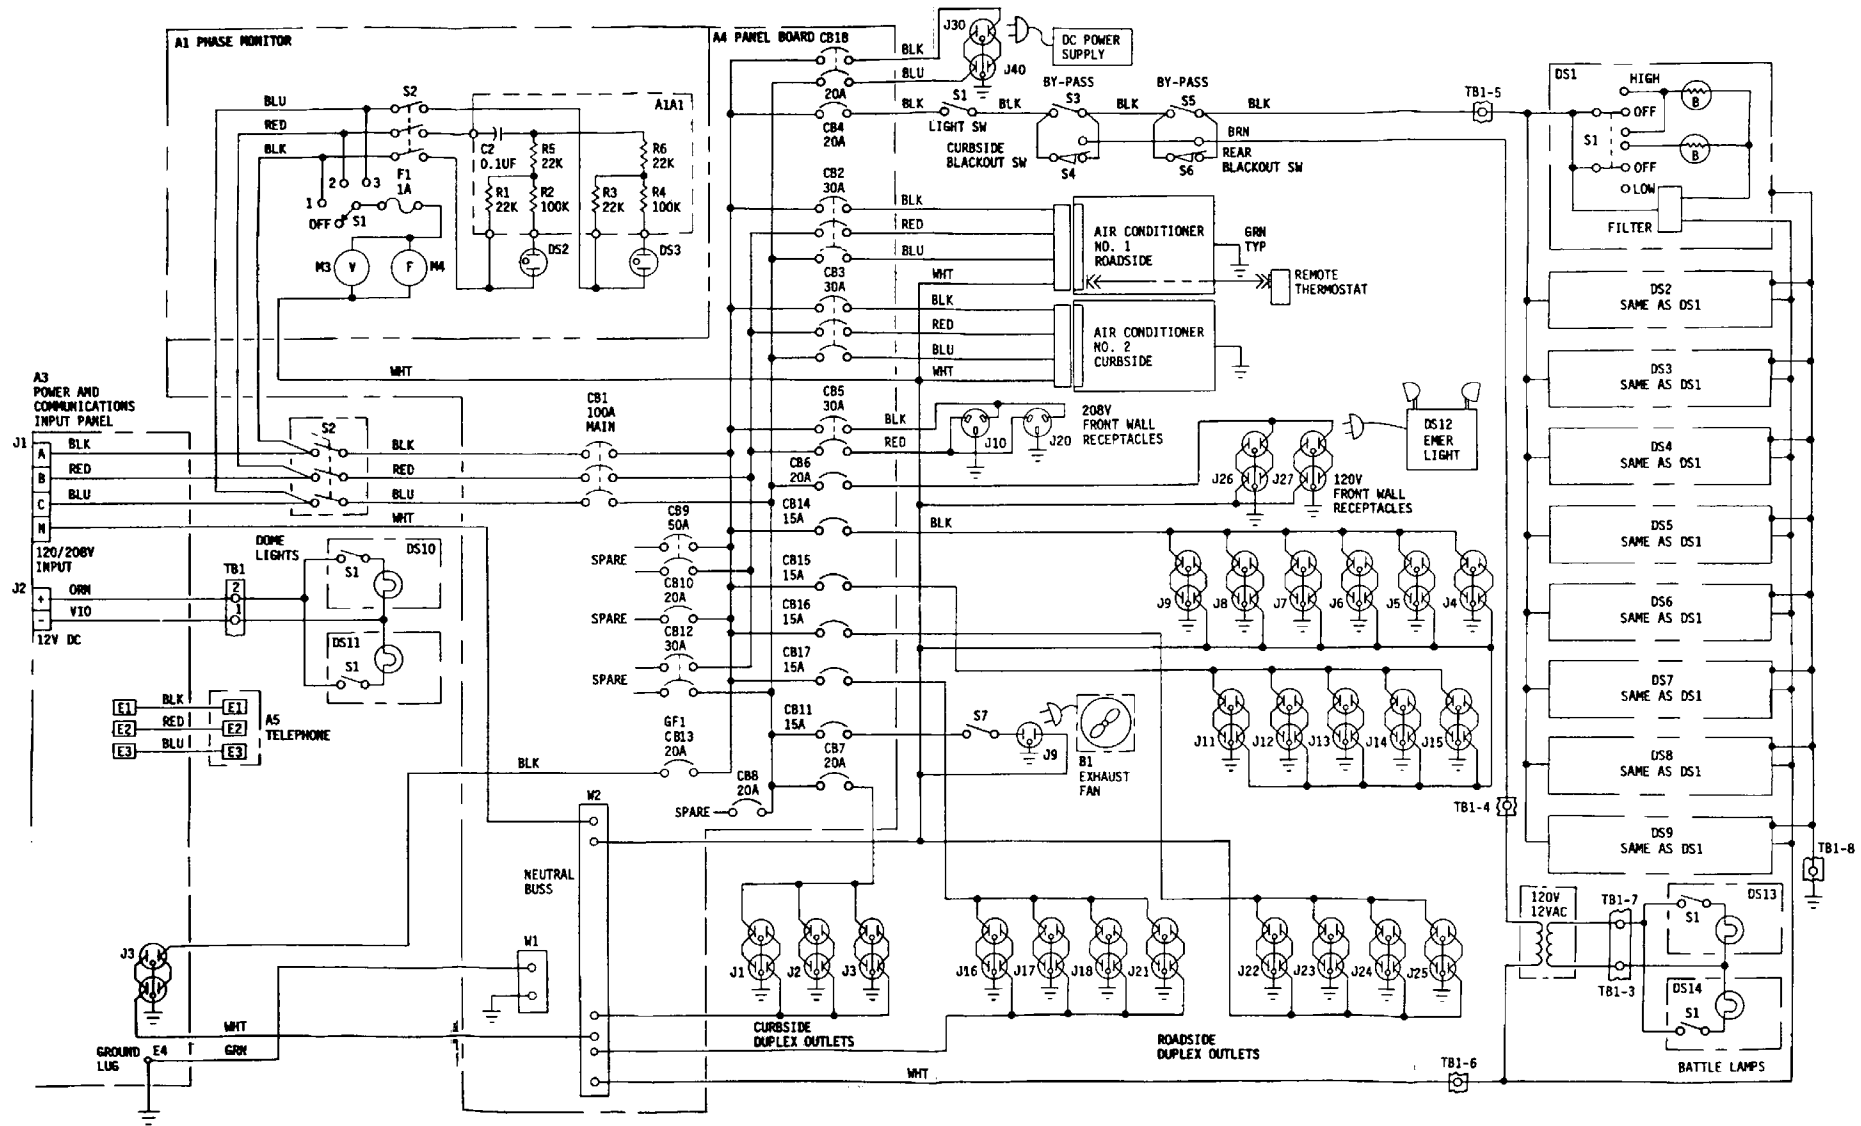 A1 PHASE MONITOR
A4 PANEL BOARD
CB18
20A
BLK
BLU
J30
J40
DC POWER
SUPPLY
BLU
RED
BLK
S2
A1A1
C2
0.1UF
R5
22K
R6
22K
R1
22K
R2
100K
R3
22K
R4
100K
DS2
DS3
F1
1A
2
3
1
OFF
S1
M3
V
F
M4
WHT
CB4
20A
BLK
S1
LIGHT SW
BLK
BY-PASS
S3
CURBSIDE
BLACKOUT SW
S4
BLK
BY-PASS
S5
BLK
BRN
REAR
BLACKOUT SW
S6
TB1-5
DS1
HIGH
B
OFF
S1
B
OFF
LOW
FILTER
CB2
30A
BLK
RED
BLU
WHT
AIR CONDITIONER
NO. 1
ROADSIDE
GRN
TYP
REMOTE
THERMOSTAT
CB3
30A
BLK
RED
BLU
WHT
AIR CONDITIONER
NO. 2
CURBSIDE
DS2
SAME AS DS1
DS3
SAME AS DS1
DS4
SAME AS DS1
DS5
SAME AS DS1
DS6
SAME AS DS1
DS7
SAME AS DS1
DS8
SAME AS DS1
DS9
SAME AS DS1
A3
POWER AND
COMMUNICATIONS
INPUT PANEL
J1
A
B
C
N
BLK
RED
BLU
S2
BLK
RED
BLU
WHT
CB1
100A
MAIN
120/208V
INPUT
J2
+
-
ORN
VIO
12V DC
TB1
2
1
DOME
LIGHTS
DS10
S1
DS11
S1
E1
E2
E3
BLK
RED
BLU
E1
E2
E3
A5
TELEPHONE
CB5
30A
BLK
RED
J10
J20
208V
FRONT WALL
RECEPTACLES
CB6
20A
J26
J27
120V
FRONT WALL
RECEPTACLES
DS12
EMER
LIGHT
CB9
50A
SPARE
CB10
20A
SPARE
CB12
30A
SPARE
GF1
CB13
20A
BLK
CB14
15A
BLK
J9
J8
J7
J6
J5
J4
CB15
15A
CB16
15A
CB17
15A
J11
J12
J13
J14
J15
CB11
15A
S7
J9
B1
EXHAUST
FAN
CB7
20A
CB8
20A
SPARE
TB1-4
TB1-8
W2
NEUTRAL
BUSS
W1
J1
J2
J3
CURBSIDE
DUPLEX OUTLETS
J16
J17
J18
J21
J22
J23
J24
J25
ROADSIDE
DUPLEX OUTLETS
120V
12VAC
TB1-7
TB1-3
DS13
S1
DS14
S1
BATTLE LAMPS
J3
WHT
GROUND
LUG
E4
GRN
WHT
TB1-6